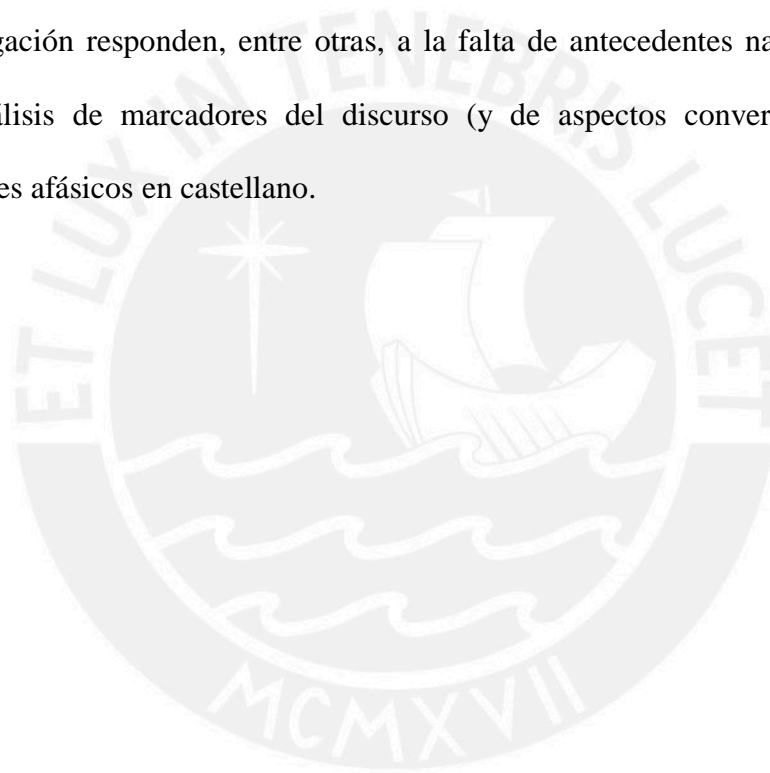 gación responden, entre otras, a la falta de antecedentes na
lisis de marcadores del discurso (y de aspectos conver
es afásicos en castellano.
ET LUX IN TENEBRIS LUCET
MCMXVII